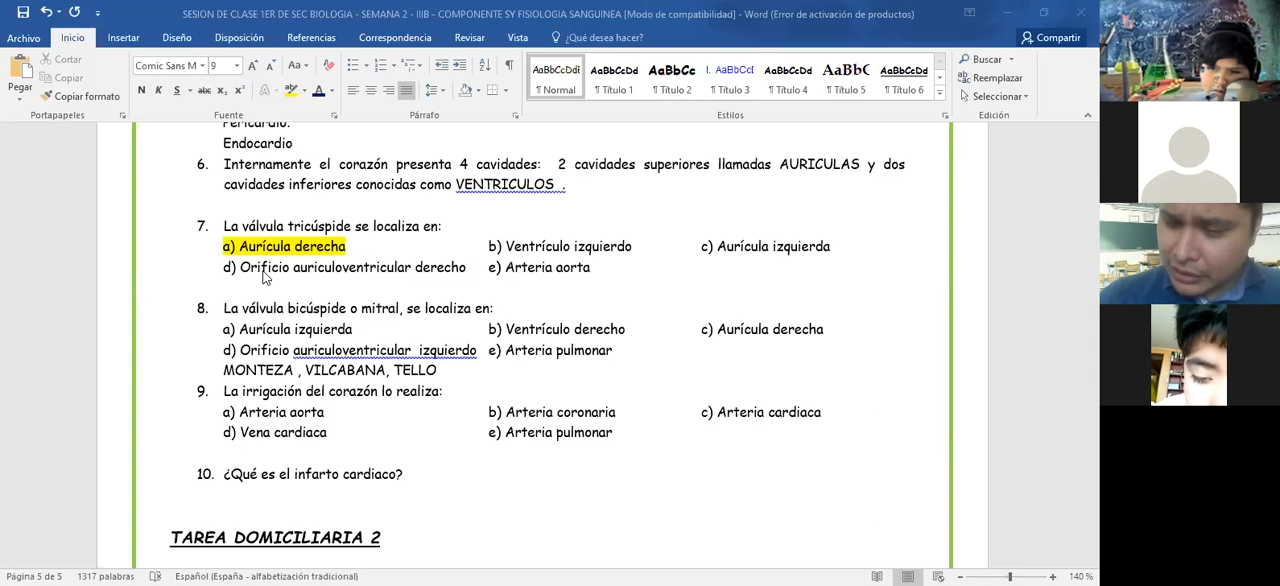 SESION DE CLASE 1ER DE SEC BIOLOGIA - SEMANA 2 - IIIB - COMPONENTE SY FISIOLOGIA SANGUINEA [Modo de compatibilidad] - Word (Error de activación de productos)
Archivo Inicio Insertar Diseño Disposición Referencias Correspondencia Revisar Vista ¿Qué desea hacer? Compartir
Pegar
Cortar
Copiar
Copiar formato
Portapapeles
Comic Sans M 9
Aa
N K S abc x₂ x²
A A
Fuente
Párrafo
AaBbCcDdE AaBbCcDd AaBbCc I. AaBbCcI AaBbCcDd AaBbC AaBbCcDd
¶ Normal ¶ Título 1 ¶ Título 2 ¶ Título 3 ¶ Título 4 ¶ Título 5 ¶ Título 6
Estilos
Buscar
Reemplazar
Seleccionar
Edición
Pericardio.
Endocardio
6. Internamente el corazón presenta 4 cavidades: 2 cavidades superiores llamadas AURICULAS y dos
cavidades inferiores conocidas como VENTRICULOS .
7. La válvula tricúspide se localiza en:
a) Aurícula derecha b) Ventrículo izquierdo c) Aurícula izquierda
d) Orificio auriculoventricular derecho e) Arteria aorta
8. La válvula bicúspide o mitral, se localiza en:
a) Aurícula izquierda b) Ventrículo derecho c) Aurícula derecha
d) Orificio auriculoventricular izquierdo e) Arteria pulmonar
MONTEZA , VILCABANA, TELLO
9. La irrigación del corazón lo realiza:
a) Arteria aorta b) Arteria coronaria c) Arteria cardiaca
d) Vena cardiaca e) Arteria pulmonar
10. ¿Qué es el infarto cardiaco?
TAREA DOMICILIARIA 2
Página 5 de 5 1317 palabras Español (España - alfabetización tradicional) 140 %